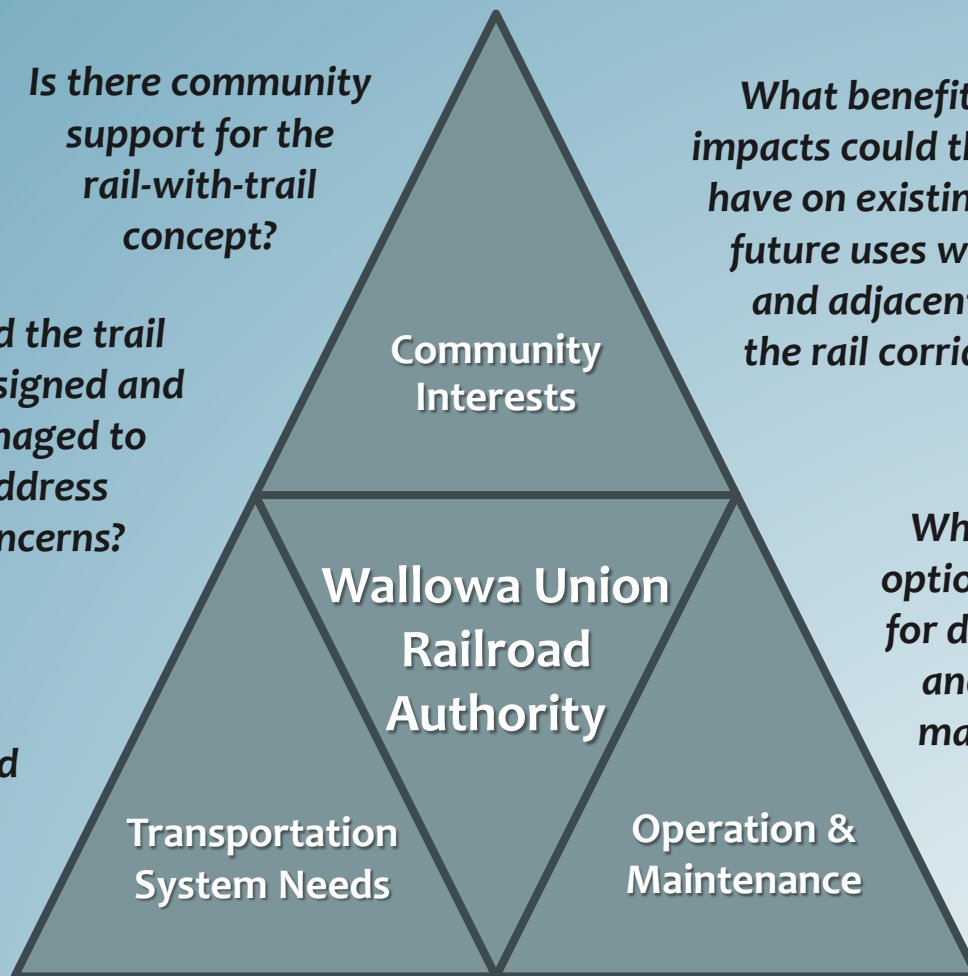 Is there community
support for the
rail-with-trail
concept?
What benefit
impacts could th
have on existin
future uses w
and adjacent
the rail corrid
d the trail
signed and
naged to
ddress
ncerns?
Community
Interests
Wh
optio
for d
and
ma
Wallowa Union
Railroad
Authority
d
Transportation
System Needs
Operation &
Maintenance